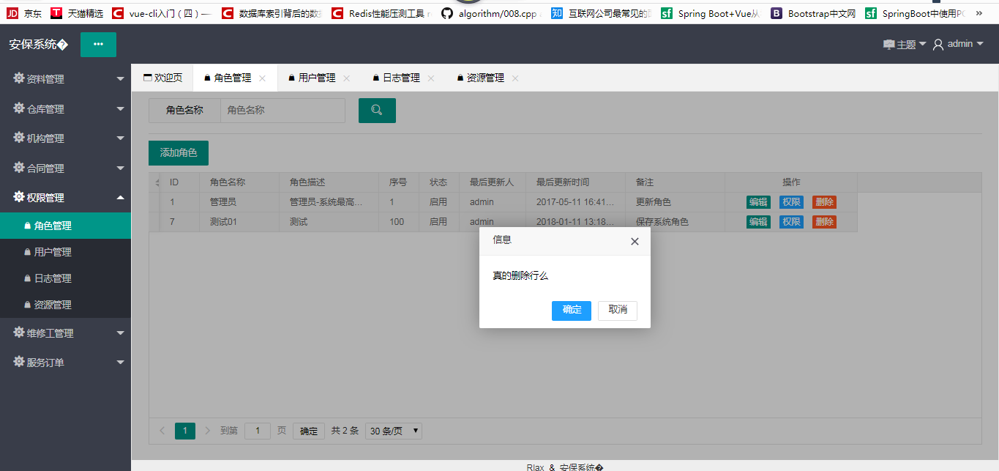 JD 京东 T 天猫精选 C vue-cli入门（四）— C 数据库索引背后的数 C Redis性能压测工具 algorithm/008.cpp 知 互联网公司最常见的 sf Spring Boot+Vue从 B Bootstrap中文网 sf SpringBoot中使用PO »
安保系统� ••• 主题 admin
资料管理
仓库管理
机构管理
合同管理
权限管理
角色管理
用户管理
日志管理
资源管理
维修工管理
服务订单
欢迎页 角色管理 用户管理 日志管理 资源管理
角色名称 角色名称
添加角色
ID 角色名称 角色描述 序号 状态 最后更新人 最后更新时间 备注 操作
1 管理员 管理员-系统最高... 1 启用 admin 2017-05-11 16:41... 更新角色 编辑 权限 删除
7 测试01 测试 100 启用 admin 2018-01-11 13:18... 保存系统角色 编辑 权限 删除
信息
真的删除行么
确定 取消
1 到第 1 页 确定 共 2 条 30 条/页
Rlax & 安保系统�